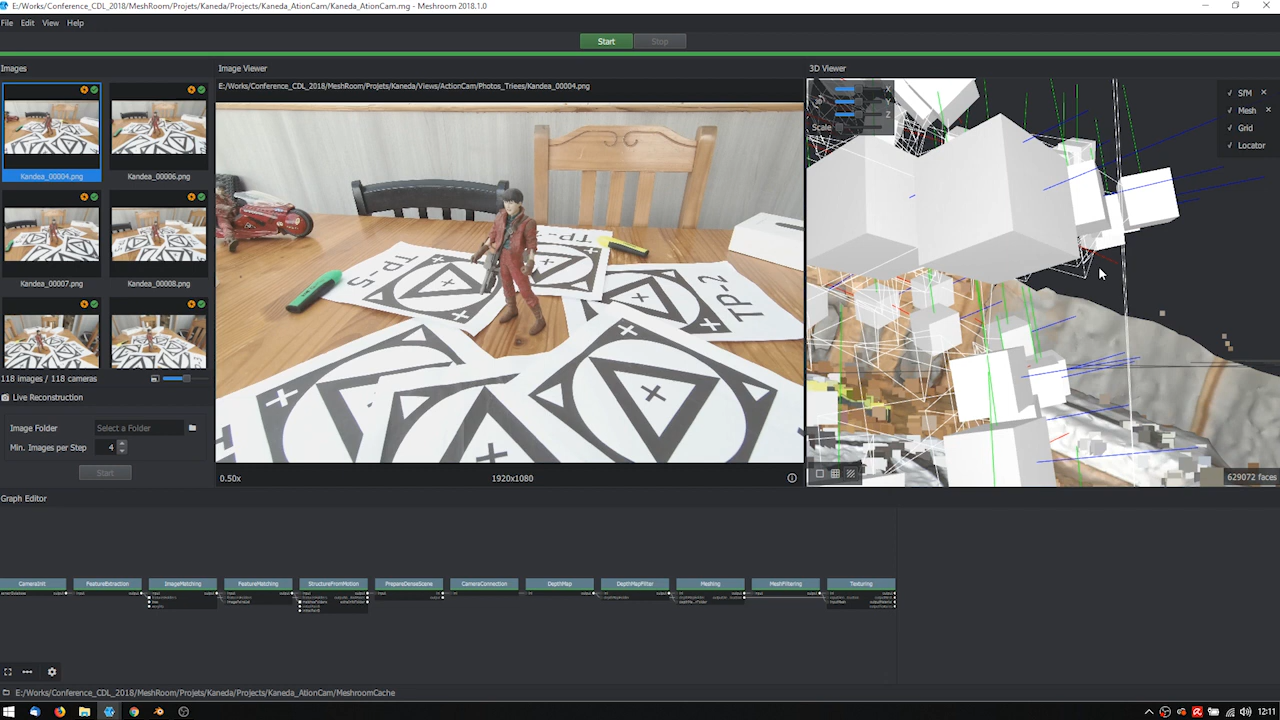 E:/Works/Conference_CDL_2018/MeshRoom/Projets/Kaneda/Projects/Kaneda_AtionCam/Kaneda_AtionCam.mg - Meshroom 2018.1.0
File Edit View Help
Start Stop
Images
Image Viewer
3D Viewer
E:/Works/Conference_CDL_2018/MeshRoom/Projets/Kaneda/Views/ActionCam/Photos_Triees/Kandea_00004.png
X
Y
Z
Scale
SfM
Mesh
Grid
Locator
Kandea_00004.png
Kandea_00006.png
Kandea_00007.png
Kandea_00008.png
TP-5
TP-2
118 images / 118 cameras
Live Reconstruction
Image Folder Select a Folder
Min. Images per Step 4
Start
0.50x
1920x1080
629072 faces
Graph Editor
CameraInit FeatureExtraction ImageMatching FeatureMatching StructureFromMotion PrepareDenseScene CameraConnection DepthMap DepthMapFilter Meshing MeshFiltering Texturing
E:/Works/Conference_CDL_2018/MeshRoom/Projets/Kaneda/Projects/Kaneda_AtionCam/MeshroomCache
12:11